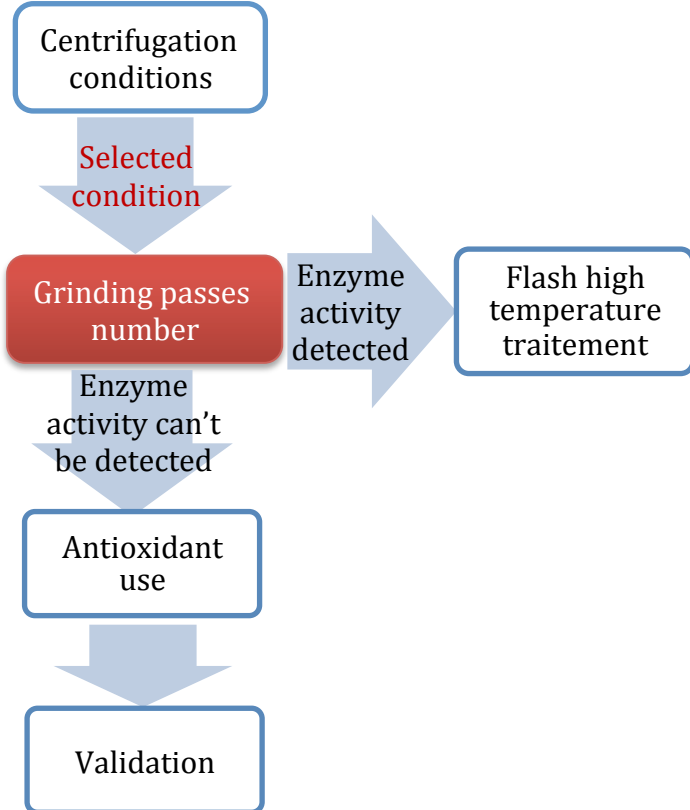 Centrifugation
conditions
Selected
condition
Grinding passes
number
Enzyme
activity
detected
Flash high
temperature
traitement
Enzyme
activity can't
be detected
Antioxidant
use
Validation